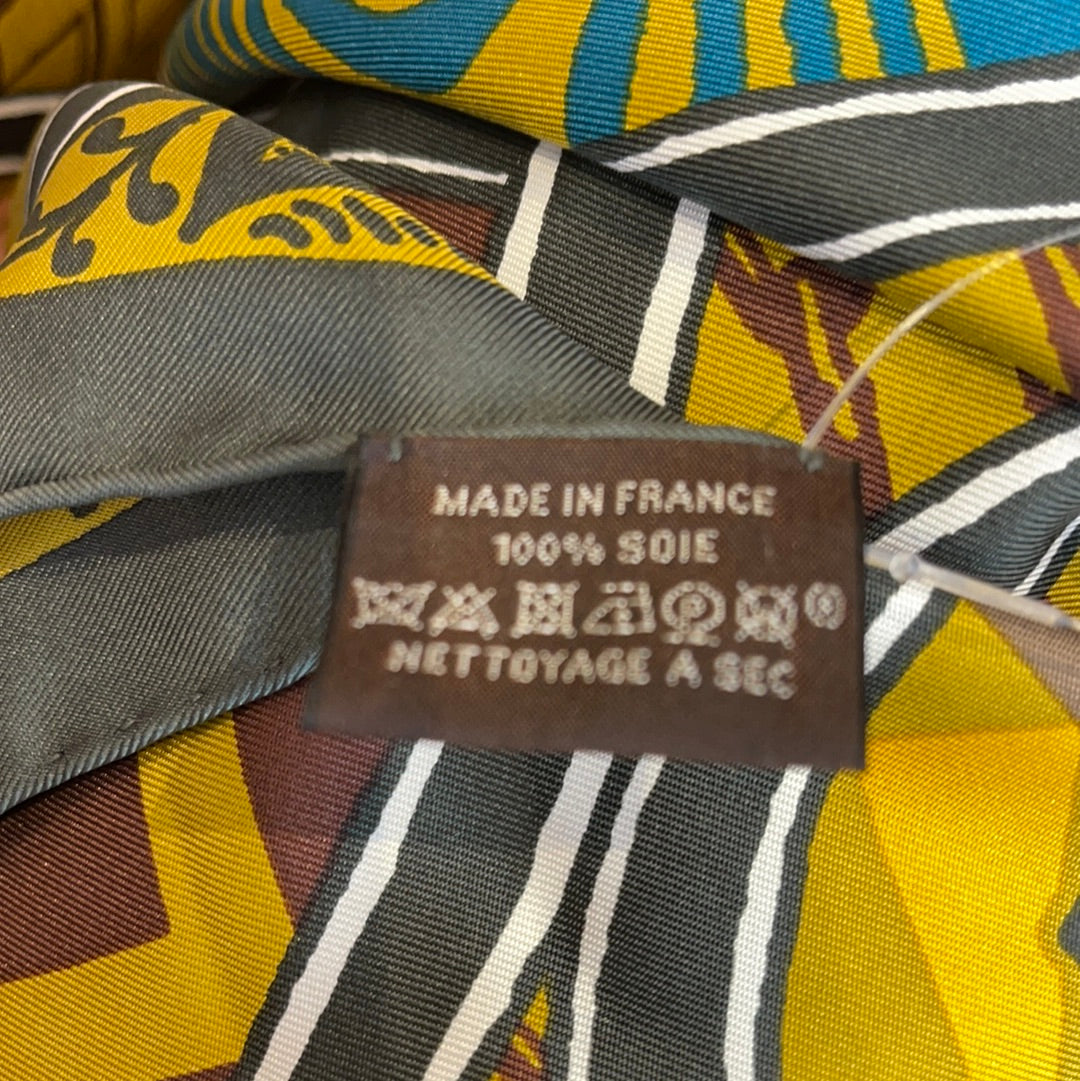 MADE IN FRANCE
100% SOIE
P ®
NETTOYAGE A SEC